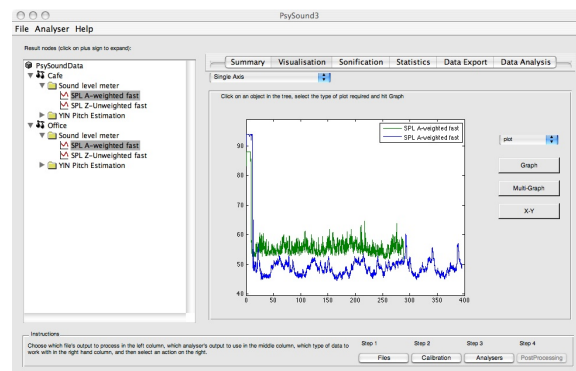 PsySound3
File Analyser Help
Result nodes (click on plus sign to expand):
PsySoundData
Cafe
Sound level meter
SPL A-weighted fast
SPL Z-Unweighted fast
YIN Pitch Estimation
Office
Sound level meter
SPL A-weighted fast
SPL Z-Unweighted fast
YIN Pitch Estimation
Summary Visualisation Sonification Statistics Data Export Data Analysis
Single Axis
Click on an object in the tree, select the type of plot required and hit Graph
SPL A-weighted fast
SPL A-weighted fast
90
80
70
60
50
40
0 50 100 150 200 250 300 350 400
plot
Graph
Multi-Graph
X-Y
Instructions
Choose which file's output to process in the left column, which analyser's output to use in the middle column, which type of data to
work with in the right hand column, and then select an action on the right.
Step 1 Step 2 Step 3 Step 4
Files Calibration Analysers PostProcessing